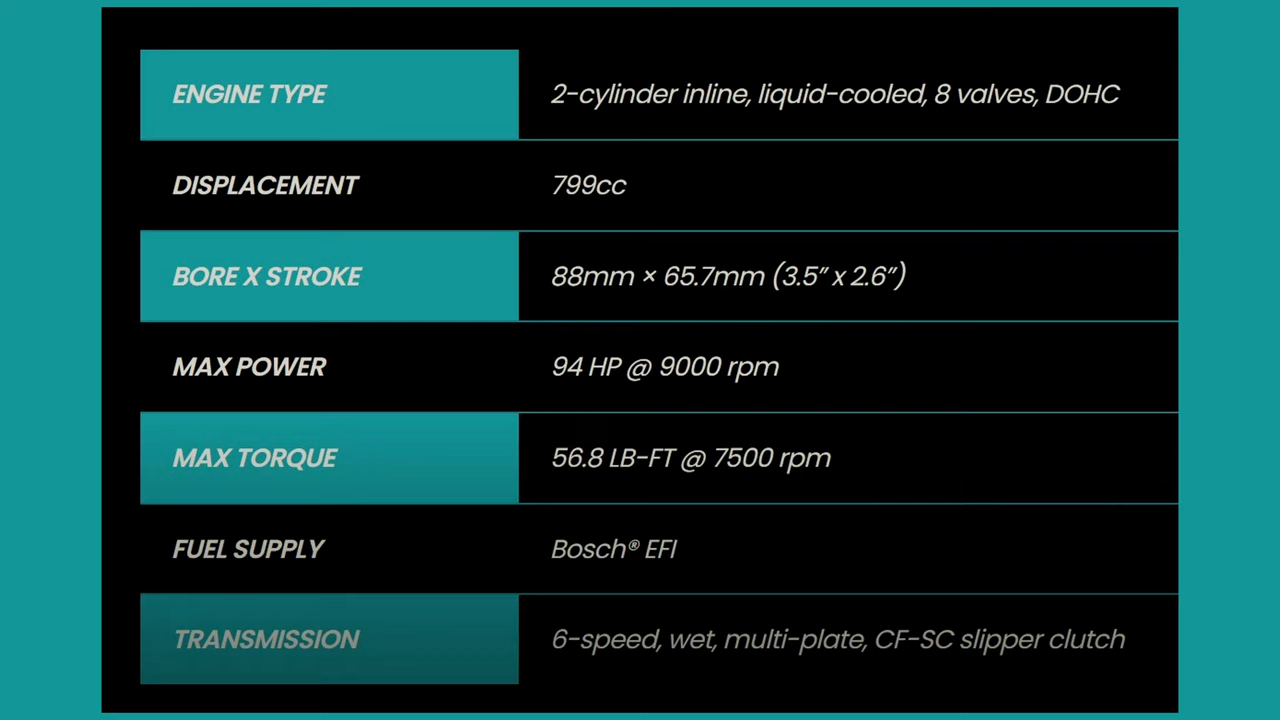 ENGINE TYPE 2-cylinder inline, liquid-cooled, 8 valves, DOHC
DISPLACEMENT 799cc
BORE X STROKE 88mm × 65.7mm (3.5” x 2.6”)
MAX POWER 94 HP @ 9000 rpm
MAX TORQUE 56.8 LB-FT @ 7500 rpm
FUEL SUPPLY Bosch® EFI
TRANSMISSION 6-speed, wet, multi-plate, CF-SC slipper clutch